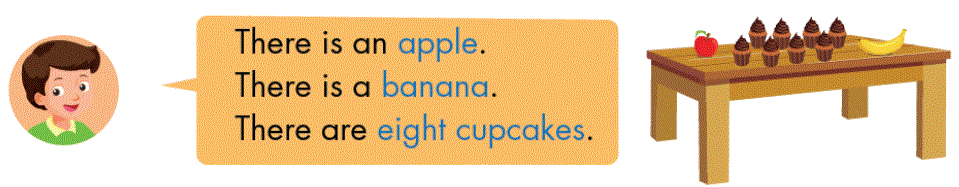 There is an apple.
There is a banana.
There are eight cupcakes.